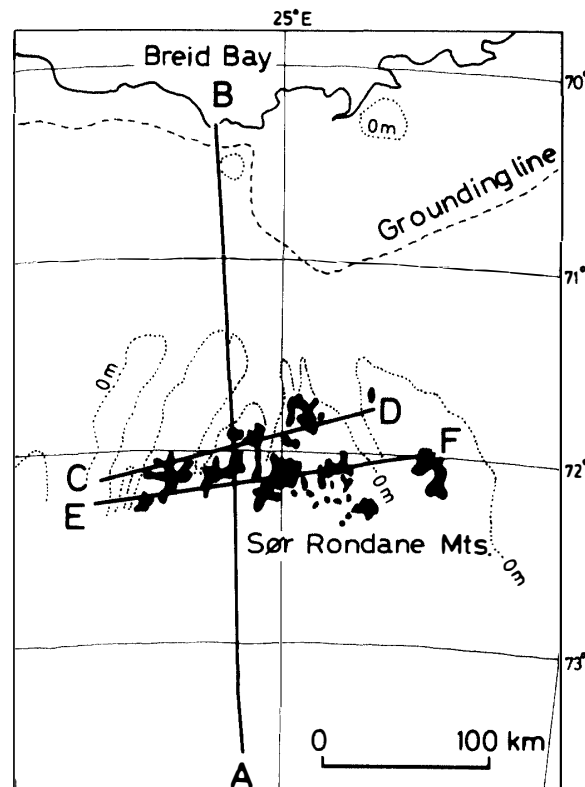 25°E
Breid Bay
70°
B
0m
Grounding line
71°
0m
D
F
C
72°
E
0m
Sør Rondane Mts.
0m
73°
0 100 km
A